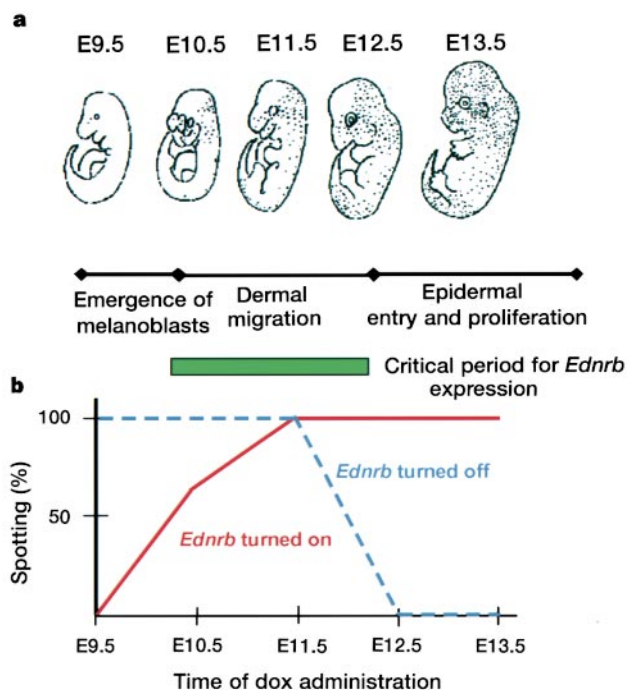 a
E9.5 E10.5 E11.5 E12.5 E13.5
Emergence of melanoblasts
Dermal migration
Epidermal entry and proliferation
Critical period for Ednrb expression
b
100
50
Spotting (%)
Ednrb turned off
Ednrb turned on
E9.5 E10.5 E11.5 E12.5 E13.5
Time of dox administration